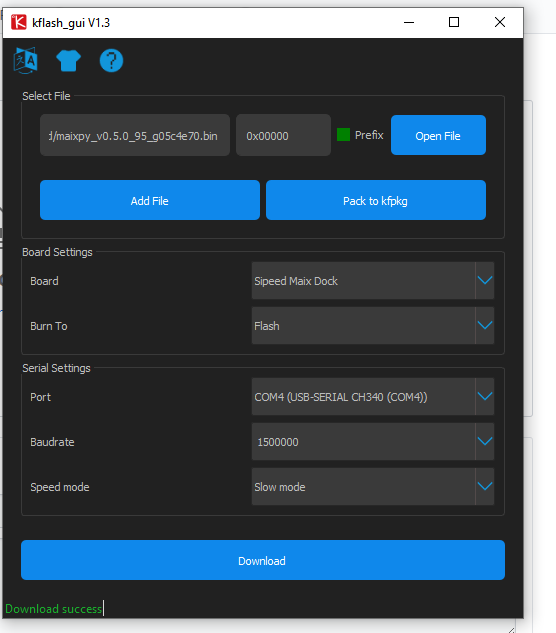 kflash_gui V1.3
Select File
d/maixpy_v0.5.0_95_g05c4e70.bin 0x00000 Prefix Open File
Add File Pack to kfpkg
Board Settings
Board Sipeed Maix Dock
Burn To Flash
Serial Settings
Port COM4 (USB-SERIAL CH340 (COM4))
Baudrate 1500000
Speed mode Slow mode
Download
Download success